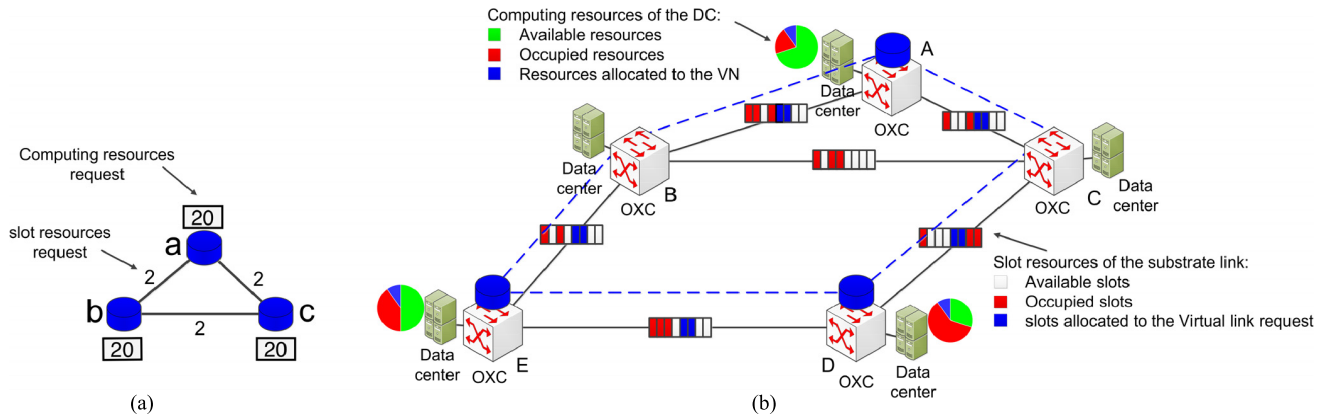 Computing resources
request
20
slot resources
request
a
2
2
b
c
2
20
20
(a)
Computing resources of the DC:
Available resources
Occupied resources
Resources allocated to the VN
A
Data
center
OXC
Data
center
B
OXC
C
OXC
Data
center
Slot resources of the substrate link:
Available slots
Occupied slots
slots allocated to the Virtual link request
Data
center
OXC
E
D
OXC
Data
center
(b)